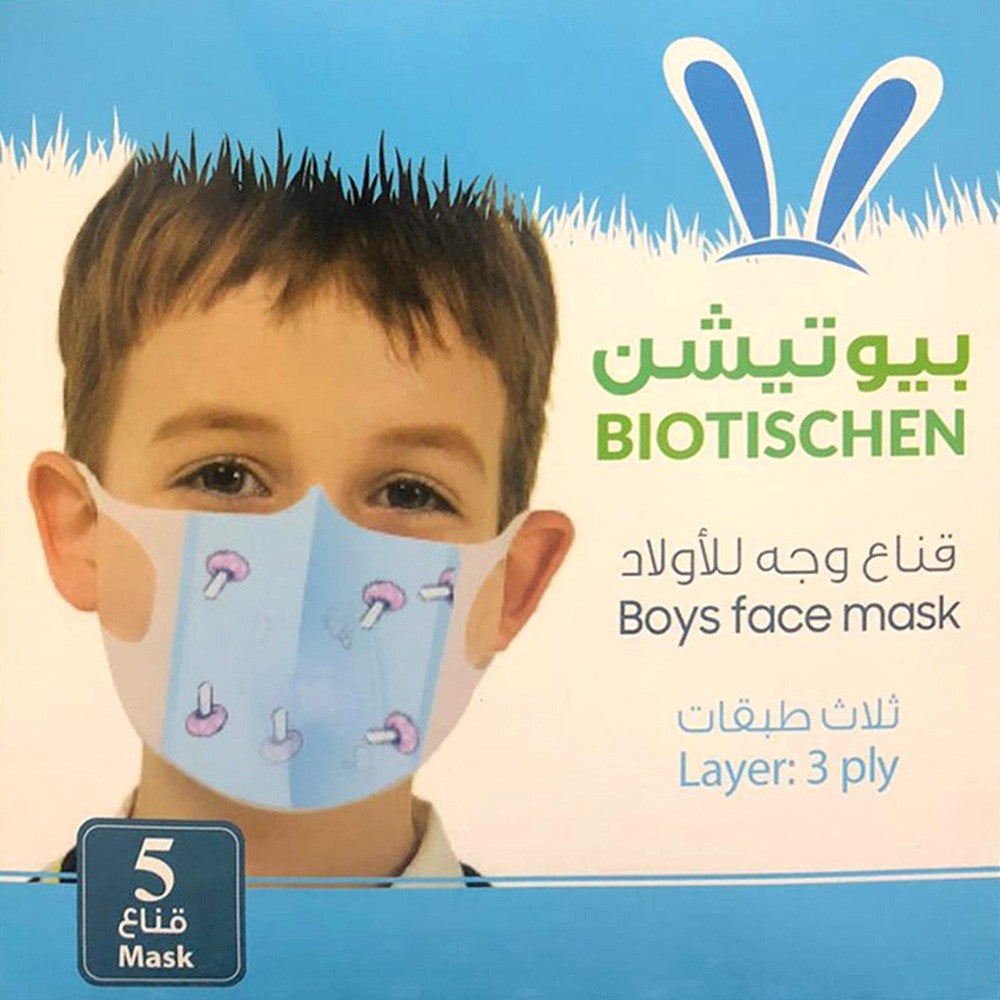 بيوتيشن
BIOTISCHEN
قناع وجه للأولاد
Boys face mask
ثلاث طبقات
Layer: 3 ply
5
قناع
Mask